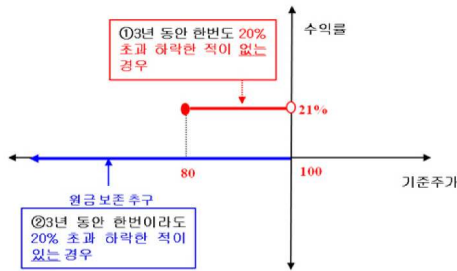 ①3년 동안 한번도 20%
초과 하락한 적이 없는
경우
수익률
21%
80
100
기준주가
원금 보존 추구
②3년 동안 한번이라도
20% 초과 하락한 적이
있는 경우